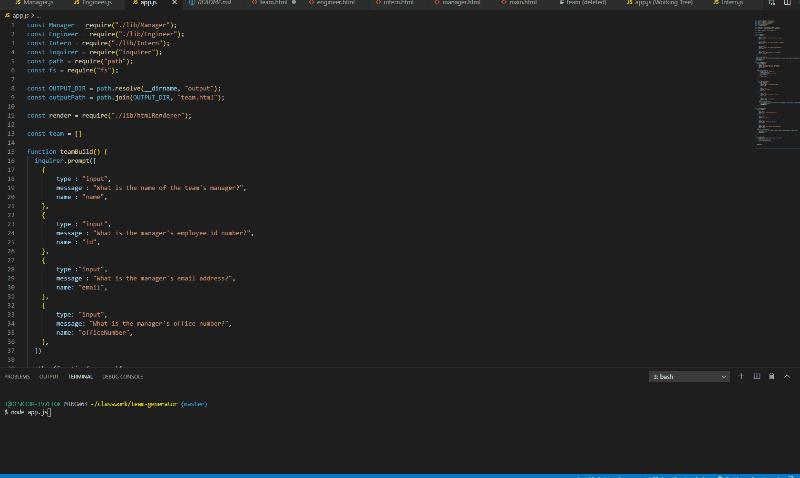 Manager.js Engineer.js app.js README.md team.html engineer.html intern.html manager.html main.html team (deleted) app.js (Working Tree) Intern.js
app.js > ...
1 const Manager = require("./lib/Manager");
2 const Engineer = require("./lib/Engineer");
3 const Intern = require("./lib/Intern");
4 const inquirer = require("inquirer");
5 const path = require("path");
6 const fs = require("fs");
7
8 const OUTPUT_DIR = path.resolve(__dirname, "output");
9 const outputPath = path.join(OUTPUT_DIR, "team.html");
10
11 const render = require("./lib/htmlRenderer");
12
13 const team = []
14
15 function teamBuild() {
16 inquirer.prompt([
17 {
18 type : "input",
19 message : "What is the name of the team's manager?",
20 name : "name",
21 },
22 {
23 type : "input",
24 message : "What is the manager's employee id number?",
25 name : "id",
26 },
27 {
28 type :"input",
29 message : "What is the manager's email address?",
30 name: "email",
31 },
32 {
33 type: "input",
34 message: "What is the manager's office number?",
35 name: "officeNumber",
36 },
37 ])
38
PROBLEMS OUTPUT TERMINAL DEBUG CONSOLE 3: bash
MINGW64 ~/classwork/team-generator (master)
$ node app.js